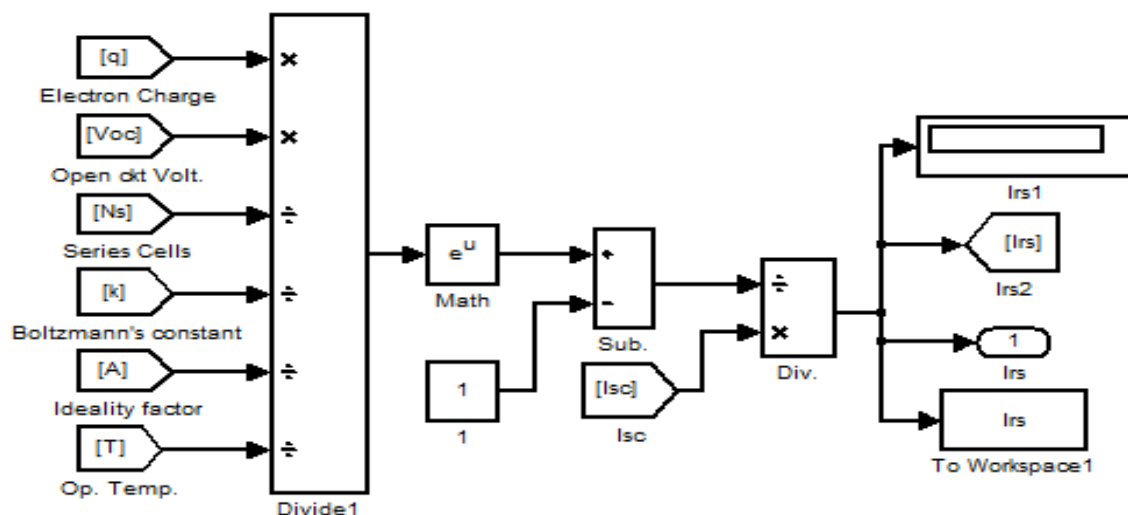 [q]
Electron Charge
[Voc]
Open ckt Volt.
[Ns]
Series Cells
[k]
Boltzmann's constant
[A]
Ideality factor
[T]
Op. Temp.
×
×
÷
÷
÷
÷
Divide1
e^u
Math
1
1
+
-
Sub.
[Isc]
Isc
÷
×
Div.
Irs1
[Irs]
Irs2
1
Irs
Irs
To Workspace1